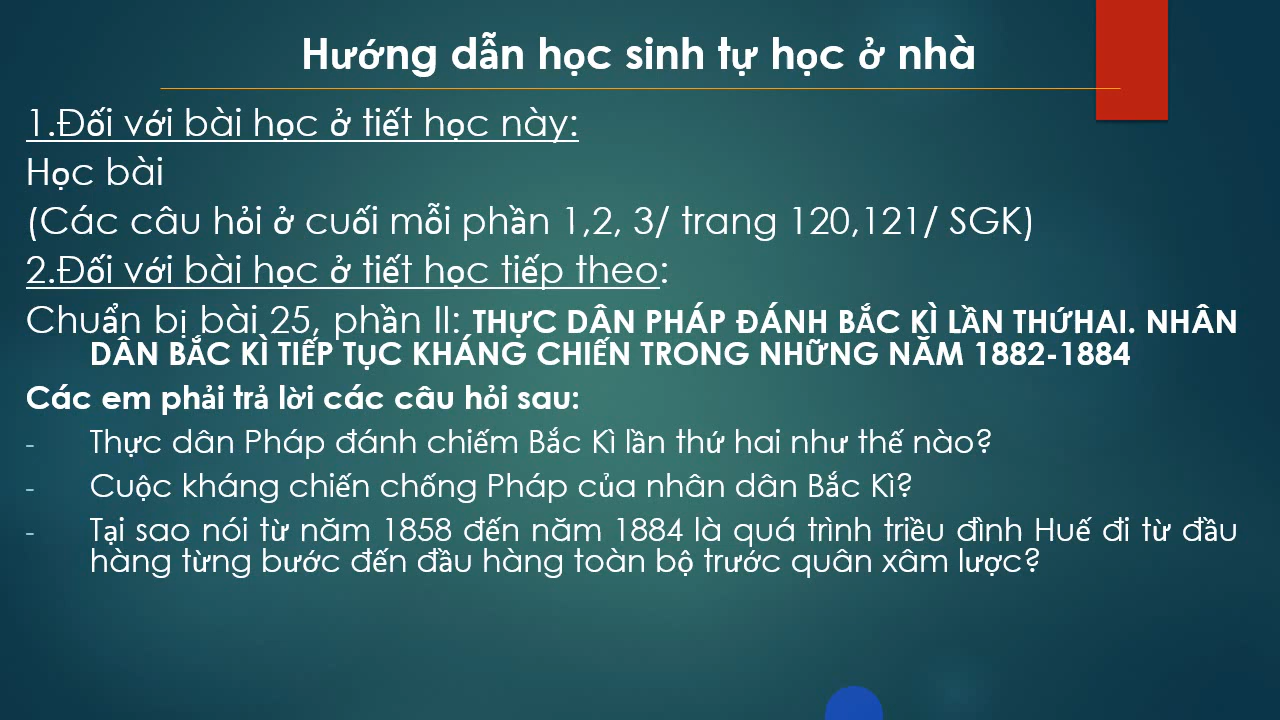 Hướng dẫn học sinh tự học ở nhà
1.Đối với bài học ở tiết học này:
Học bài
(Các câu hỏi ở cuối mỗi phần 1,2, 3/ trang 120,121/ SGK)
2.Đối với bài học ở tiết học tiếp theo:
Chuẩn bị bài 25, phần II: THỰC DÂN PHÁP ĐÁNH BẮC KÌ LẦN THỨHAI. NHÂN
DÂN BẮC KÌ TIẾP TỤC KHÁNG CHIẾN TRONG NHỮNG NĂM 1882-1884
Các em phải trả lời các câu hỏi sau:
- Thực dân Pháp đánh chiếm Bắc Kì lần thứ hai như thế nào?
- Cuộc kháng chiến chống Pháp của nhân dân Bắc Kì?
- Tại sao nói từ năm 1858 đến năm 1884 là quá trình triều đình Huế đi từ đầu
hàng từng bước đến đầu hàng toàn bộ trước quân xâm lược?